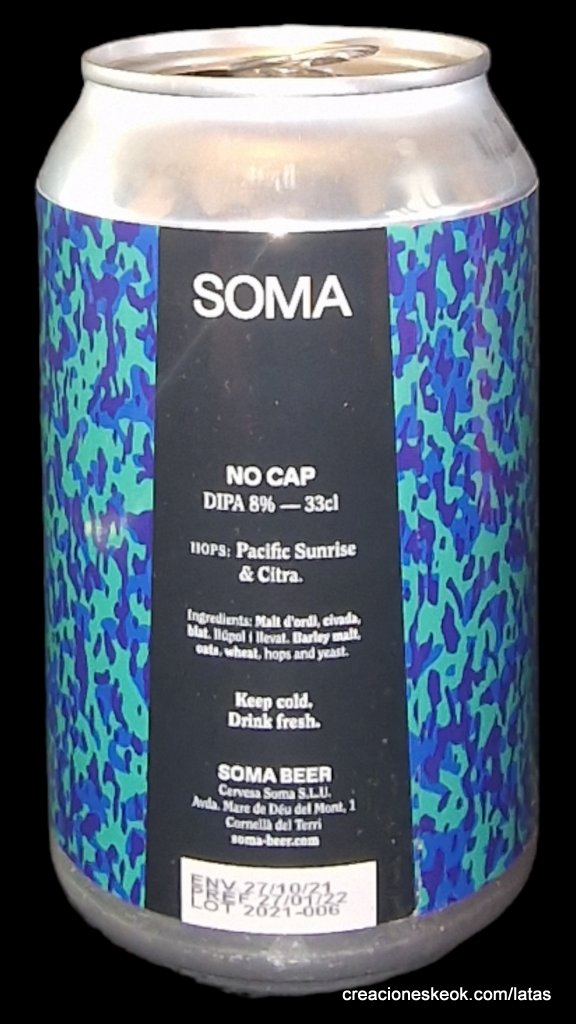 SOMA
NO CAP
DIPA 8% — 33cl
HOPS: Pacific Sunrise
& Citra.
Ingredients: Malt d'ordi, civada,
blat, llúpol i llevat. Barley malt,
oats, wheat, hops and yeast.
Keep cold.
Drink fresh.
SOMA BEER
Cervesa Soma S.L.U.
Avda. Mare de Déu del Mont, 1
Cornellà del Terri
soma-beer.com
ENV 27/10/21
PREF 27/01/22
LOT 2021-006
creacioneskeok.com/latas